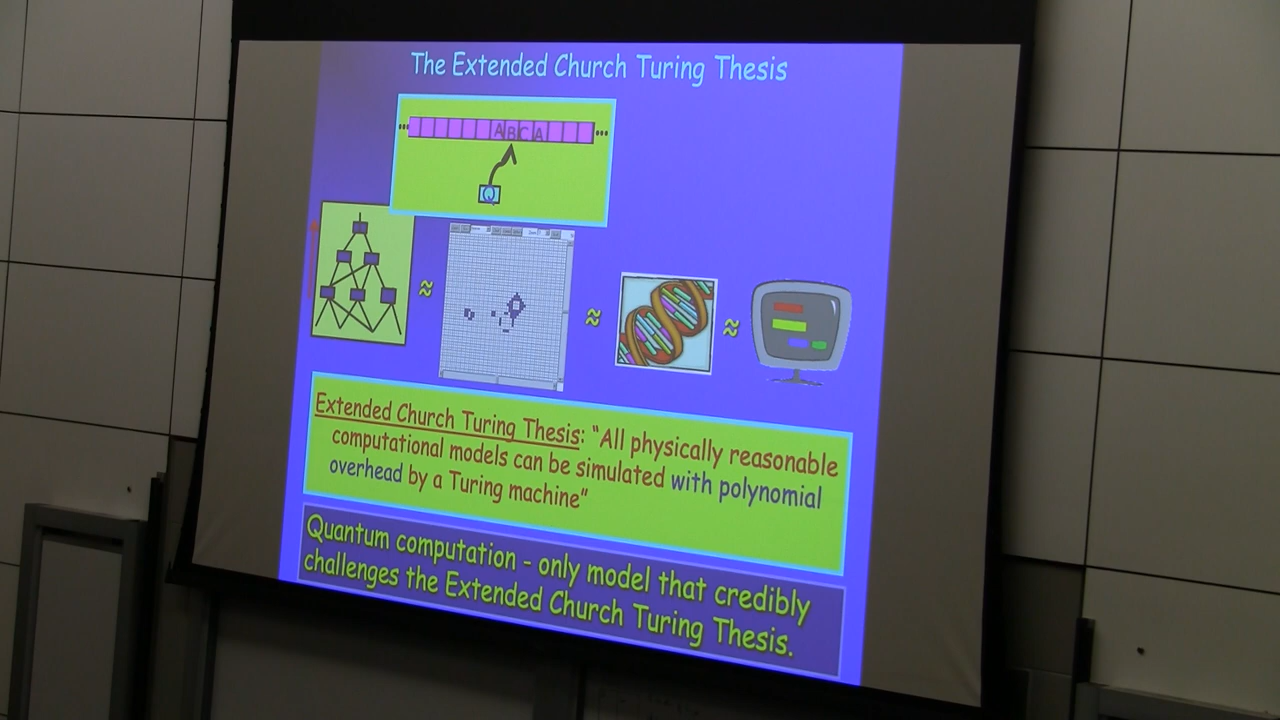 The Extended Church Turing Thesis
A B C A
Q
Extended Church Turing Thesis: “All physically reasonable
computational models can be simulated with polynomial
overhead by a Turing machine”
Quantum computation - only model that credibly
challenges the Extended Church Turing Thesis.